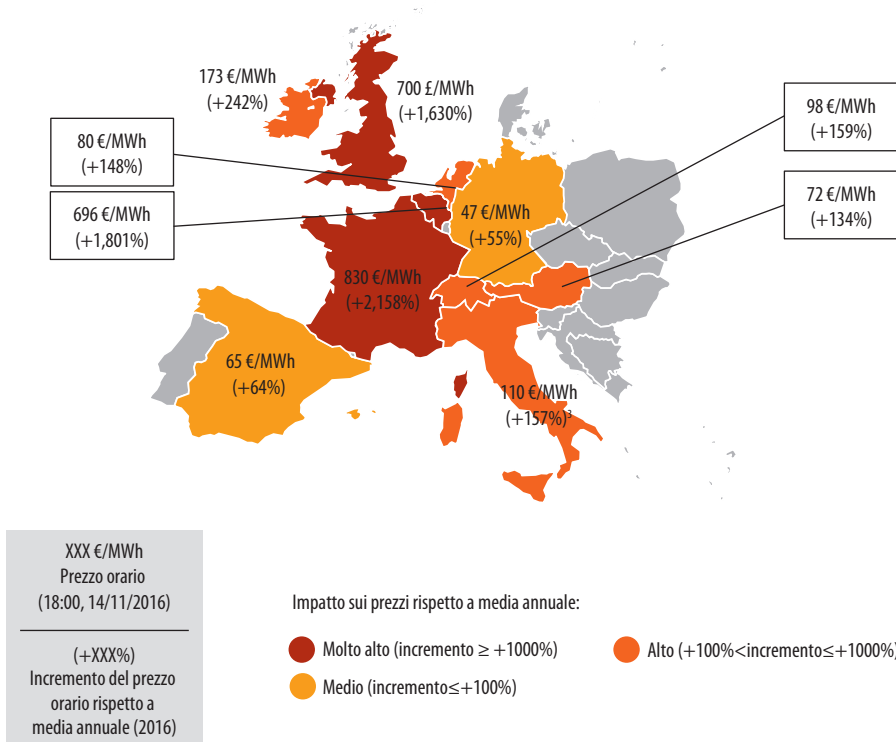 173 €/MWh
(+242%)
700 £/MWh
(+1,630%)
98 €/MWh
(+159%)
80 €/MWh
(+148%)
72 €/MWh
(+134%)
696 €/MWh
(+1,801%)
47 €/MWh
(+55%)
830 €/MWh
(+2,158%)
65 €/MWh
(+64%)
110 €/MWh
(+157%)³
XXX €/MWh
Prezzo orario
(18:00, 14/11/2016)
(+XXX%)
Incremento del prezzo
orario rispetto a
media annuale (2016)
Impatto sui prezzi rispetto a media annuale:
Molto alto (incremento ≥ +1000%)
Alto (+100%<incremento≤+1000%)
Medio (incremento≤+100%)